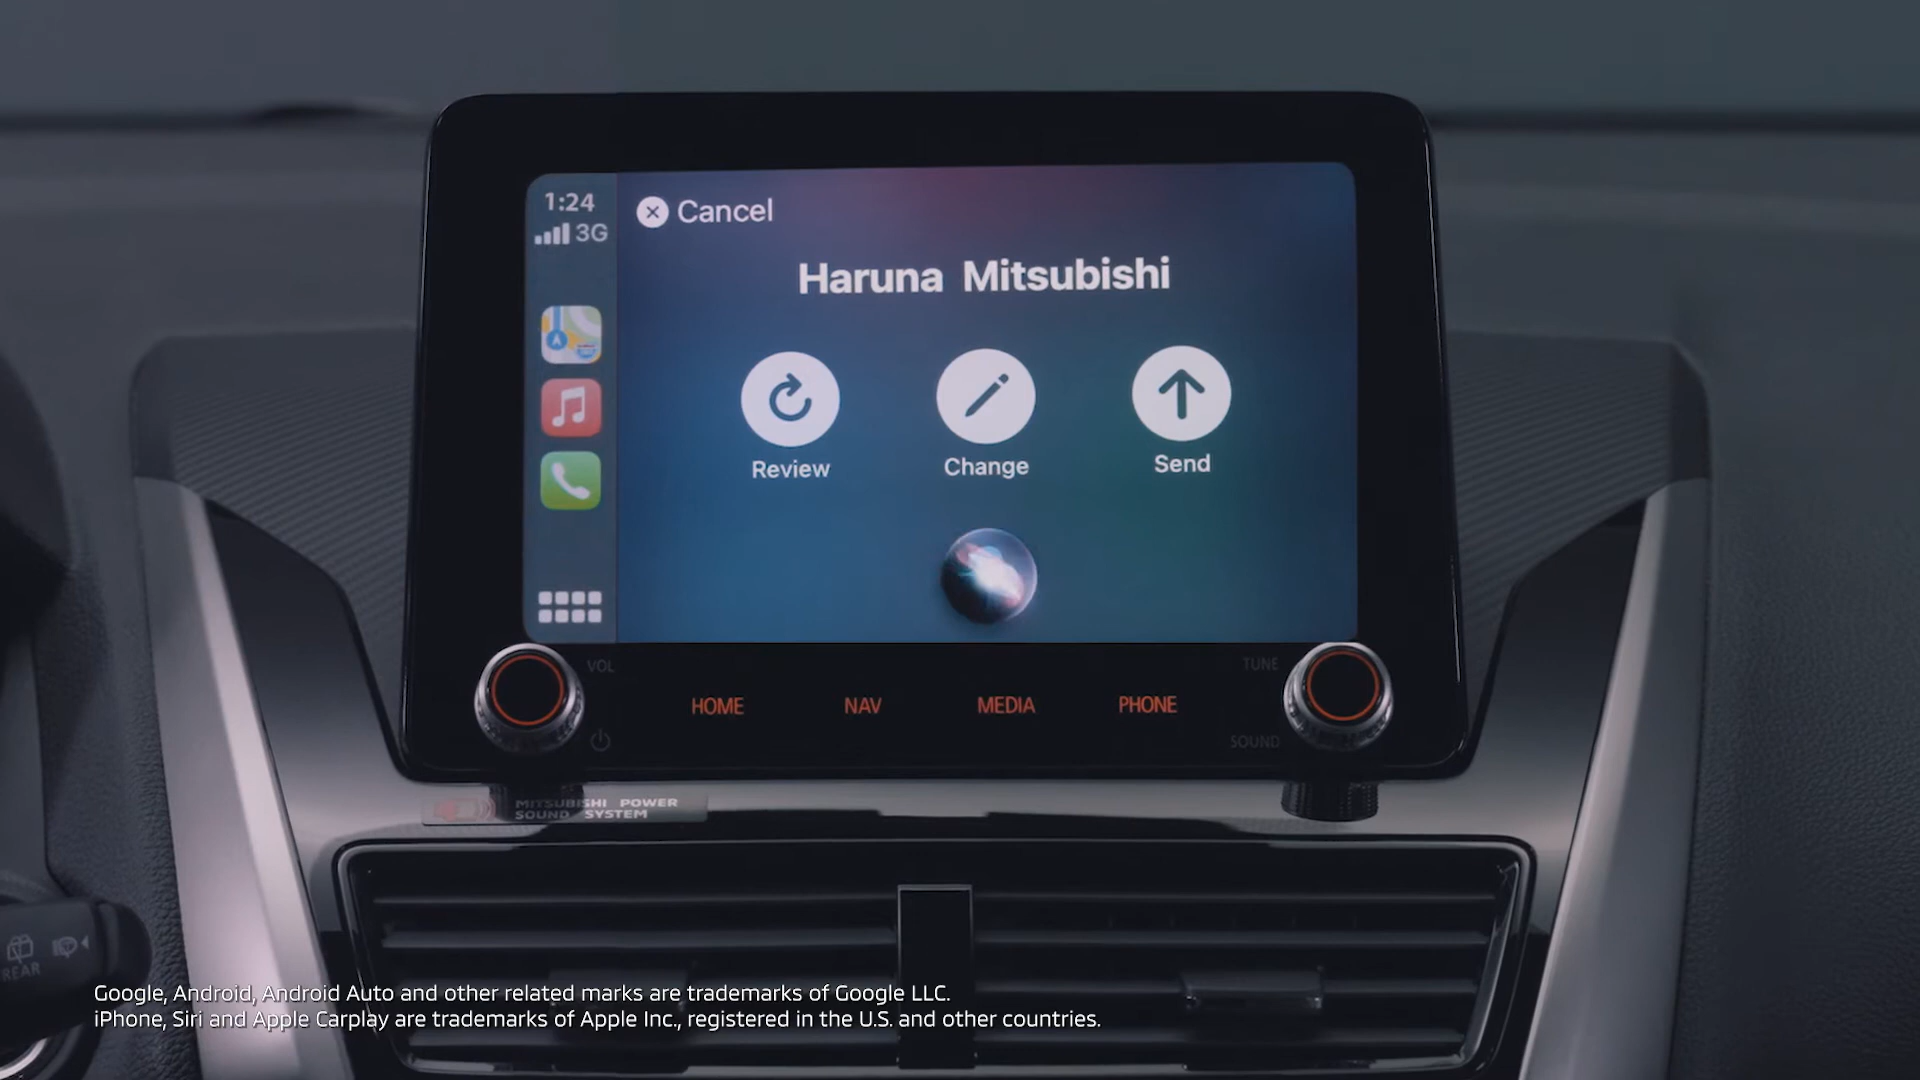 1:24
3G
Cancel
Haruna Mitsubishi
Review
Change
Send
VOL
TUNE
HOME
NAV
MEDIA
PHONE
SOUND
MITSUBISHI POWER
SOUND SYSTEM
REAR
Google, Android, Android Auto and other related marks are trademarks of Google LLC.
iPhone, Siri and Apple Carplay are trademarks of Apple Inc., registered in the U.S. and other countries.